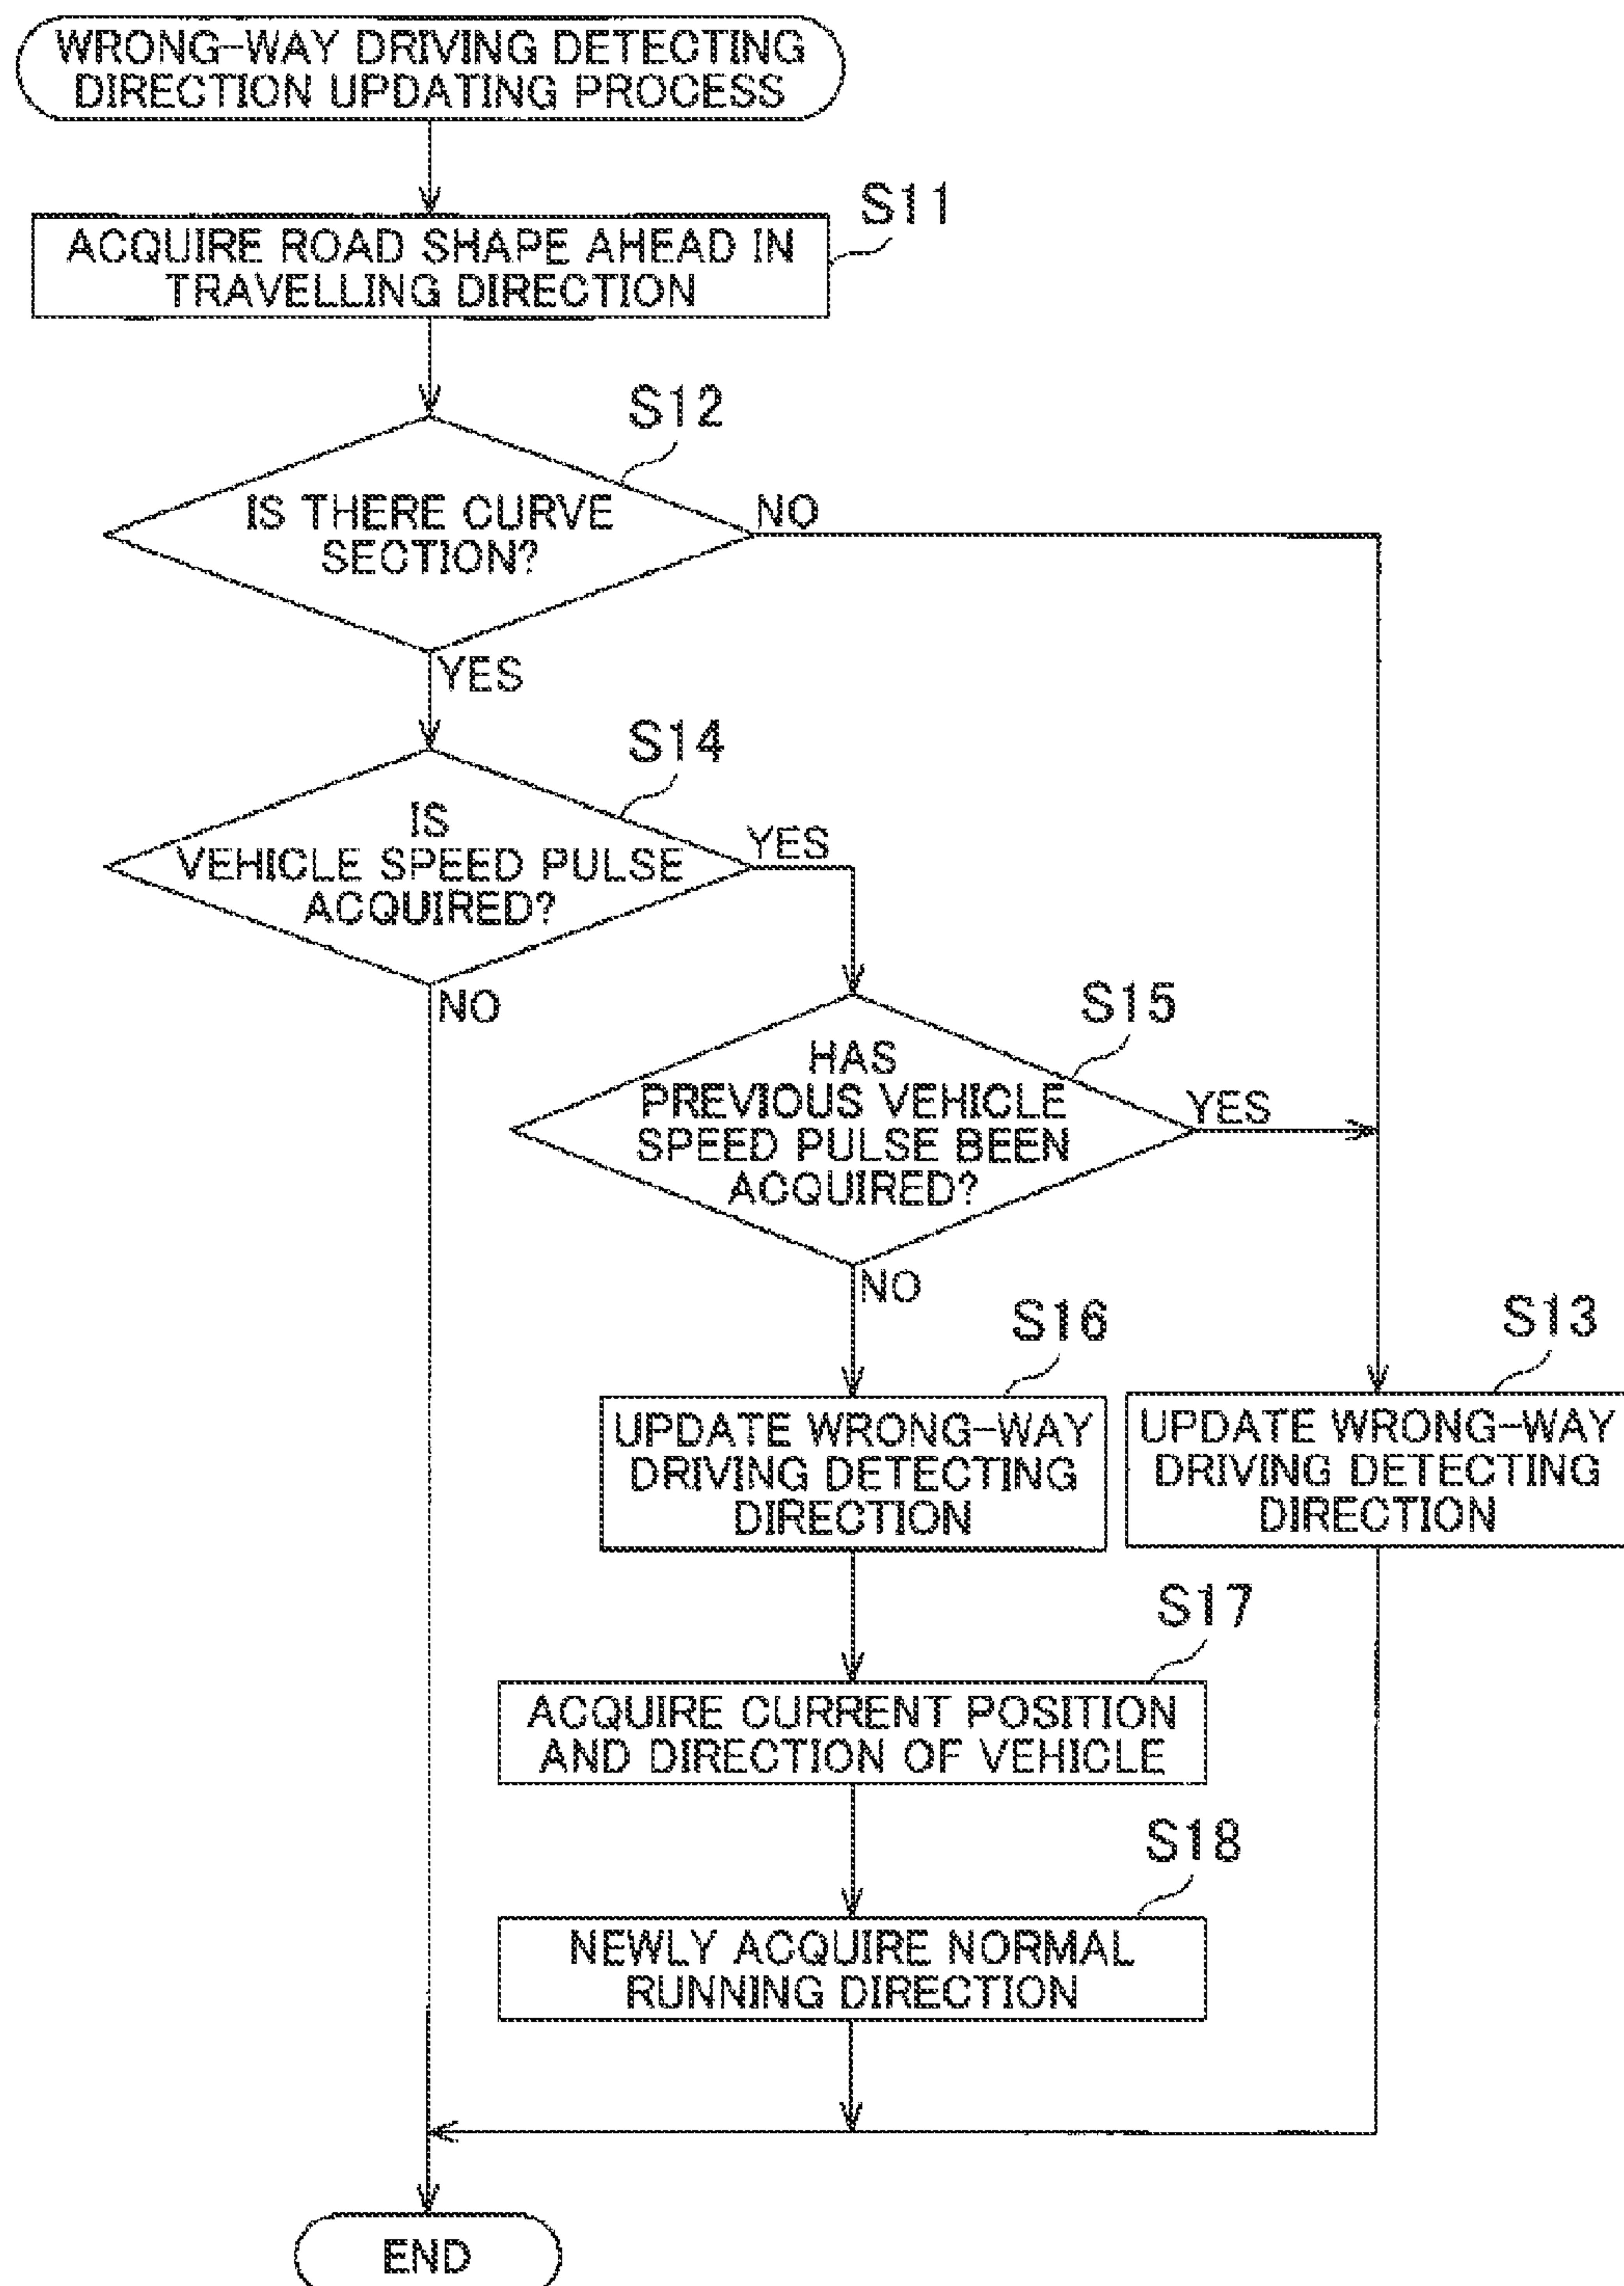 WRONG-WAY DRIVING DETECTING
DIRECTION UPDATING PROCESS
S11
ACQUIRE ROAD SHAPE AHEAD IN
TRAVELLING DIRECTION
S12
IS THERE CURVE
SECTION?
NO
YES
S14
IS
VEHICLE SPEED PULSE
ACQUIRED?
YES
NO
S15
HAS
PREVIOUS VEHICLE
SPEED PULSE BEEN
ACQUIRED?
YES
NO
S16
UPDATE WRONG-WAY
DRIVING DETECTING
DIRECTION
S13
UPDATE WRONG-WAY
DRIVING DETECTING
DIRECTION
S17
ACQUIRE CURRENT POSITION
AND DIRECTION OF VEHICLE
S18
NEWLY ACQUIRE NORMAL
RUNNING DIRECTION
END